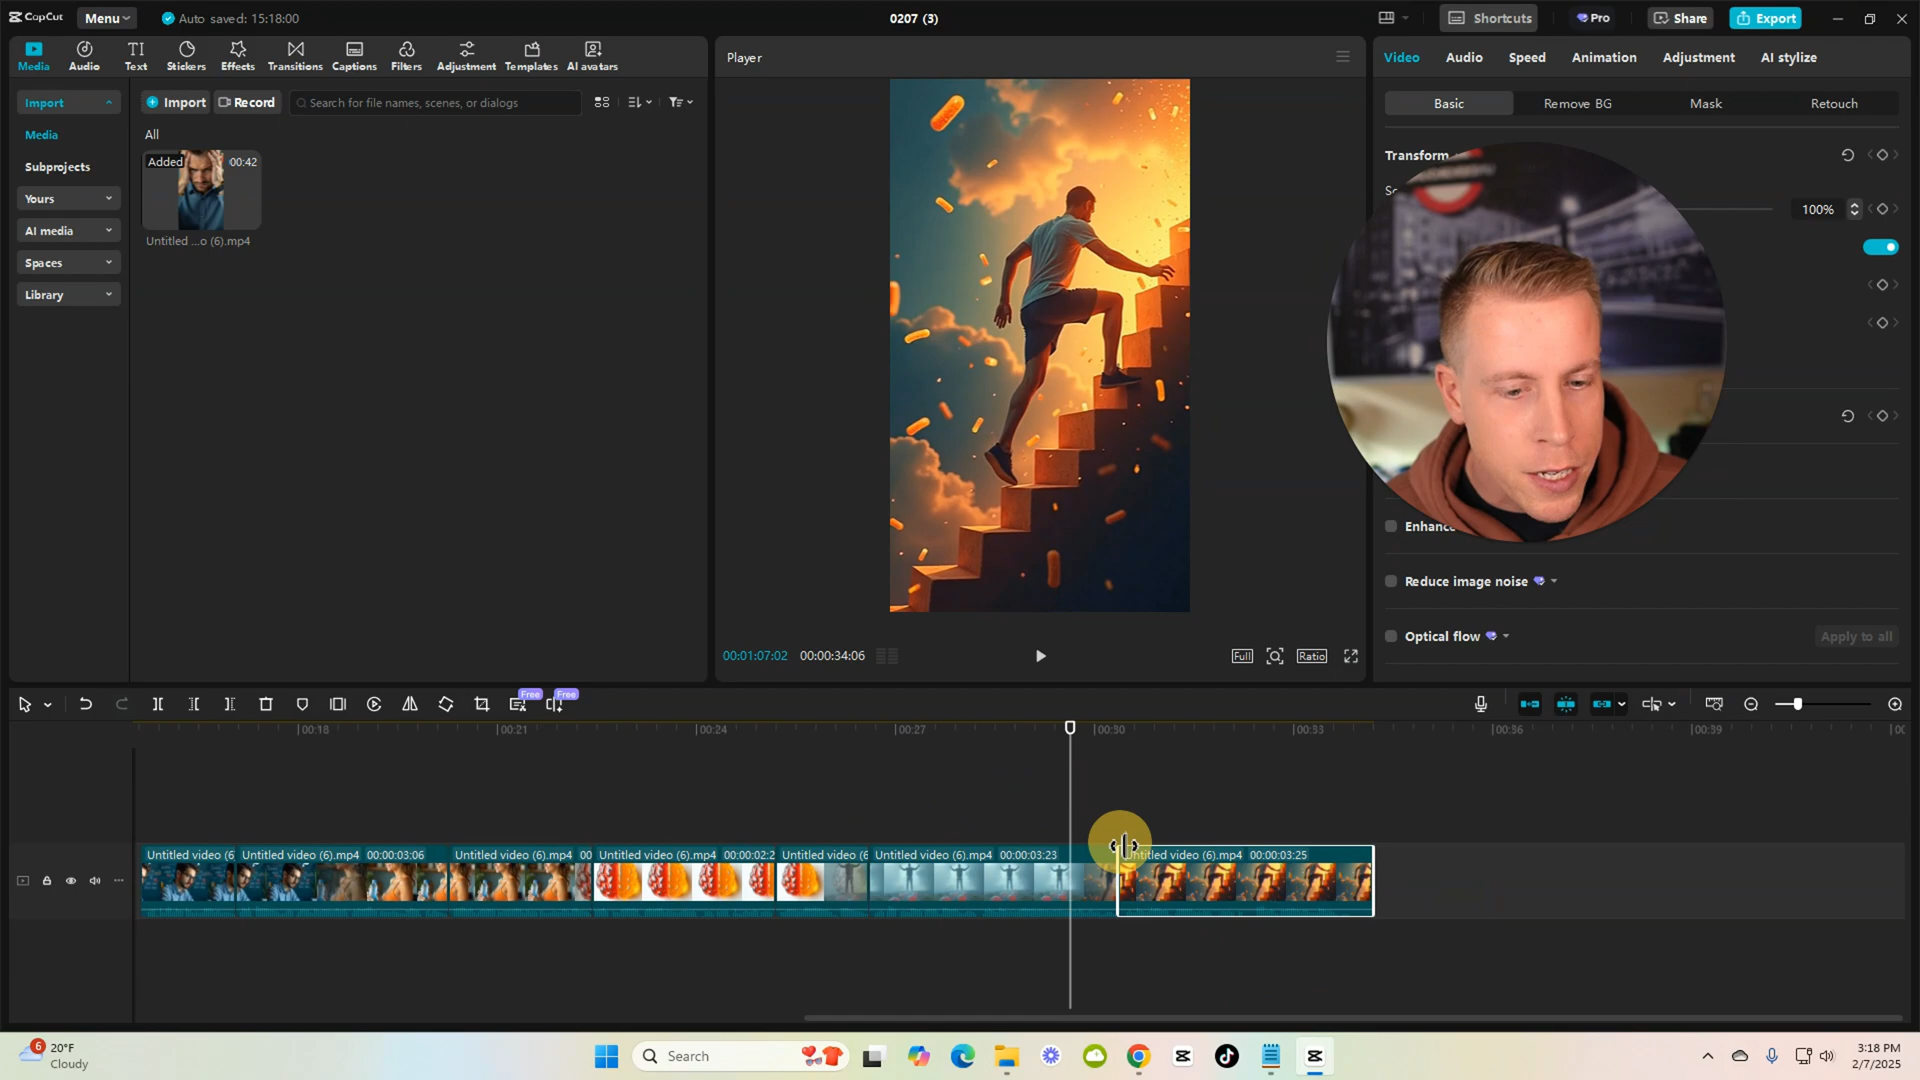 CapCut
Menu
Auto saved: 15:18:00
0207 (3)
Shortcuts
Pro
Share
Export
Media
Audio
Text
Stickers
Effects
Transitions
Captions
Filters
Adjustment
Templates
AI avatars
Player
Video
Audio
Speed
Animation
Adjustment
AI stylize
Import
Import
Record
Search for file names, scenes, or dialogs
Basic
Remove BG
Mask
Retouch
Media
All
Subprojects
Added
00:42
Transform
Yours
100%
AI media
Untitled ...o (6).mp4
Spaces
Library
Reduce image noise
Optical flow
Apply to all
00:01:07:02
00:00:34:06
Full
Ratio
Free
Free
00:18
00:21
00:24
00:27
00:30
00:33
00:36
00:39
Untitled video (6
Untitled video (6).mp4 00:00:03:06
Untitled video (6).mp4 00
Untitled video (6).mp4 00:00:02:2
Untitled video (6
Untitled video (6).mp4 00:00:03:23
ntitled video (6).mp4 00:00:03:25
6
20°F
Cloudy
Search
3:18 PM
2/7/2025